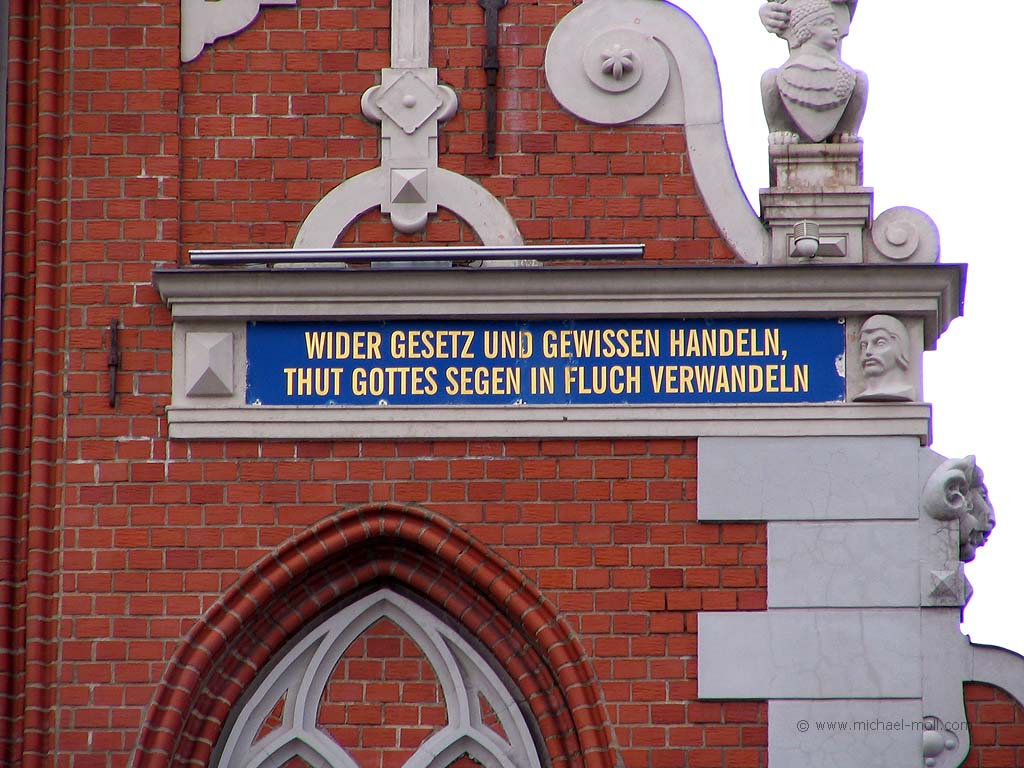 WIDER GESETZ UND GEWISSEN HANDELN,
THUT GOTTES SEGEN IN FLUCH VERWANDELN
© www.michael-moll.com